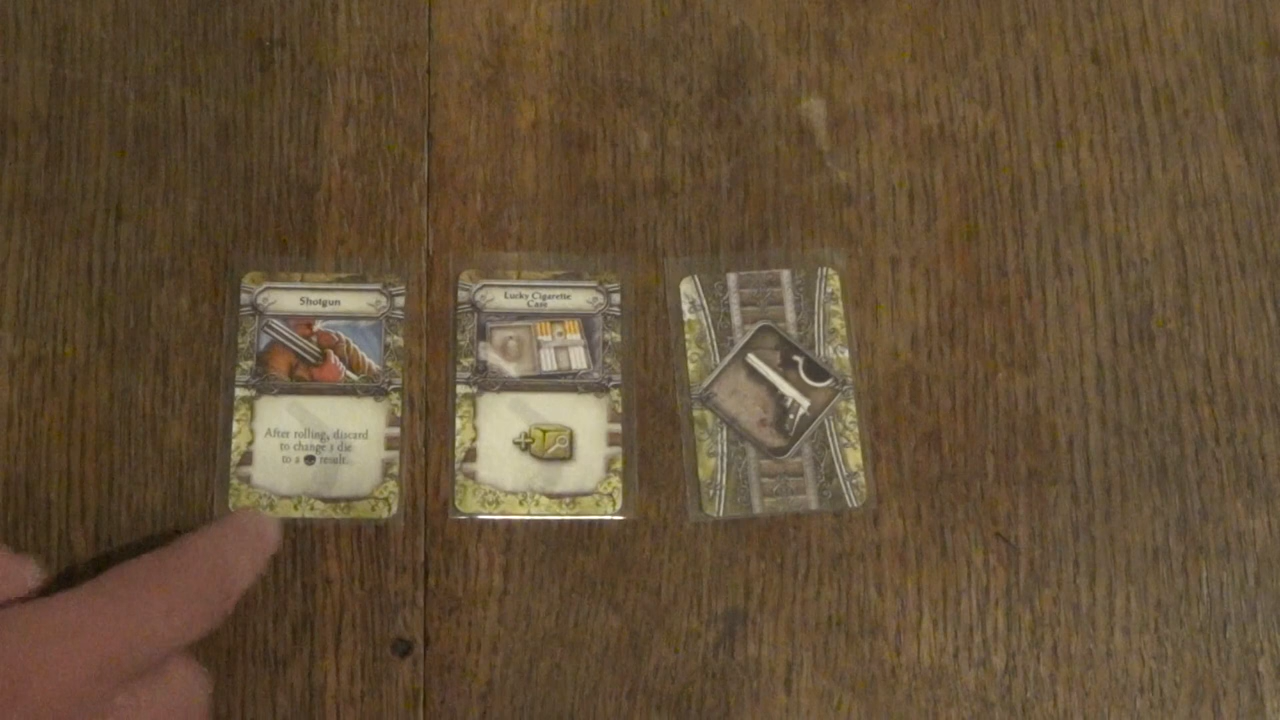 Shotgun
After rolling, discard
to change 1 die
to a result.
Lucky Cigarette
Case
+